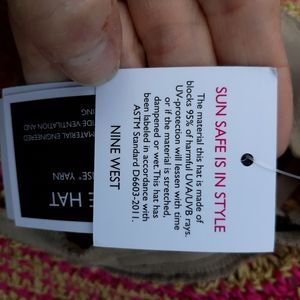 SUN SAFE IS IN STYLE
The material this hat is made of
blocks 95% of harmful UVA/UVB rays.
UV-protection will lessen with time
or if the material is stretched,
dampened or wet. This hat has
been labeled in accordance with
ASTM Standard D6603-2011.
NINE WEST
E HAT
ISE® YARN
MATERIAL ENGINEERED
IDE VENTILATION AND